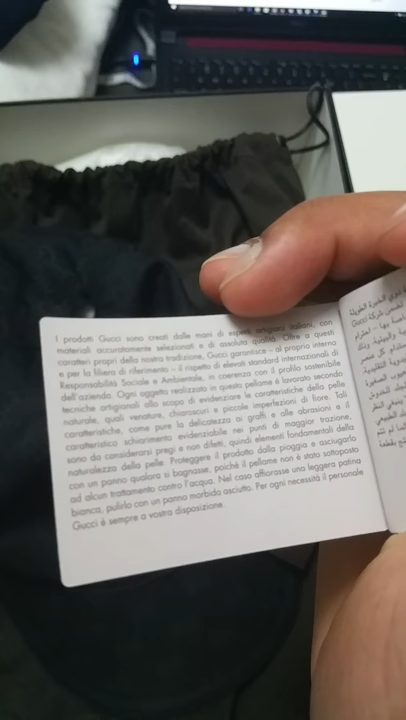 I prodotti Gucci sono creati dalle mani di esperti artigiani italiani, con
materiali accuratamente selezionati e di assoluta qualità. Oltre a questi
caratteri propri della nostra tradizione, Gucci garantisce – al proprio interno
e per la filiera di riferimento – il rispetto di elevati standard internazionali di
Responsabilità Sociale e Ambientale, in coerenza con il profilo sostenibile
dell'azienda. Ogni oggetto realizzato in questo pellame è lavorato secondo
tecniche artigianali allo scopo di evidenziare le caratteristiche della pelle
naturale, quali venature, chiaroscuri e piccole imperfezioni di fiore. Tali
caratteristiche, come pure la delicatezza ai graffi e alle abrasioni e il
caratteristico schiarimento evidenziabile nei punti di maggior trazione,
sono da considerarsi pregi e non difetti, quindi elementi fondamentali della
naturalezza della pelle. Proteggere il prodotto dalla pioggia e asciugarlo
con un panno qualora si bagnasse, poiché il pellame non è stato sottoposto
ad alcun trattamento contro l'acqua. Nel caso affiorasse una leggera patina
bianca, pulirla con un panno morbido asciutto. Per ogni necessità il personale
Gucci è sempre a vostra disposizione.